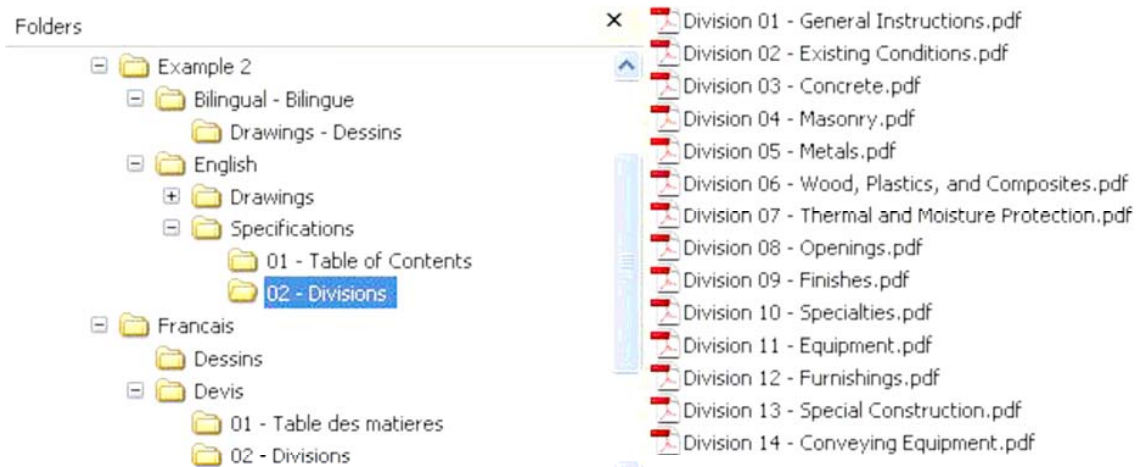 Folders
Example 2
Bilingual - Bilingue
Drawings - Dessins
English
Drawings
Specifications
01 - Table of Contents
02 - Divisions
Francais
Dessins
Devis
01 - Table des matieres
02 - Divisions
Division 01 - General Instructions.pdf
Division 02 - Existing Conditions.pdf
Division 03 - Concrete.pdf
Division 04 - Masonry.pdf
Division 05 - Metals.pdf
Division 06 - Wood, Plastics, and Composites.pdf
Division 07 - Thermal and Moisture Protection.pdf
Division 08 - Openings.pdf
Division 09 - Finishes.pdf
Division 10 - Specialties.pdf
Division 11 - Equipment.pdf
Division 12 - Furnishings.pdf
Division 13 - Special Construction.pdf
Division 14 - Conveying Equipment.pdf